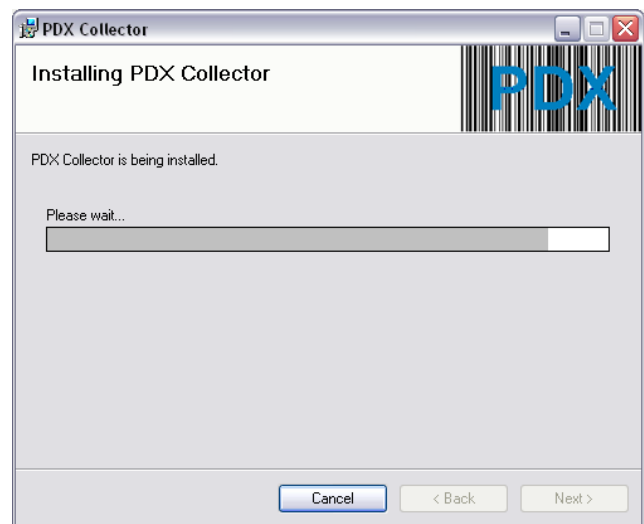 PDX Collector
Installing PDX Collector
PDX
PDX Collector is being installed.
Please wait...
Cancel
< Back
Next >